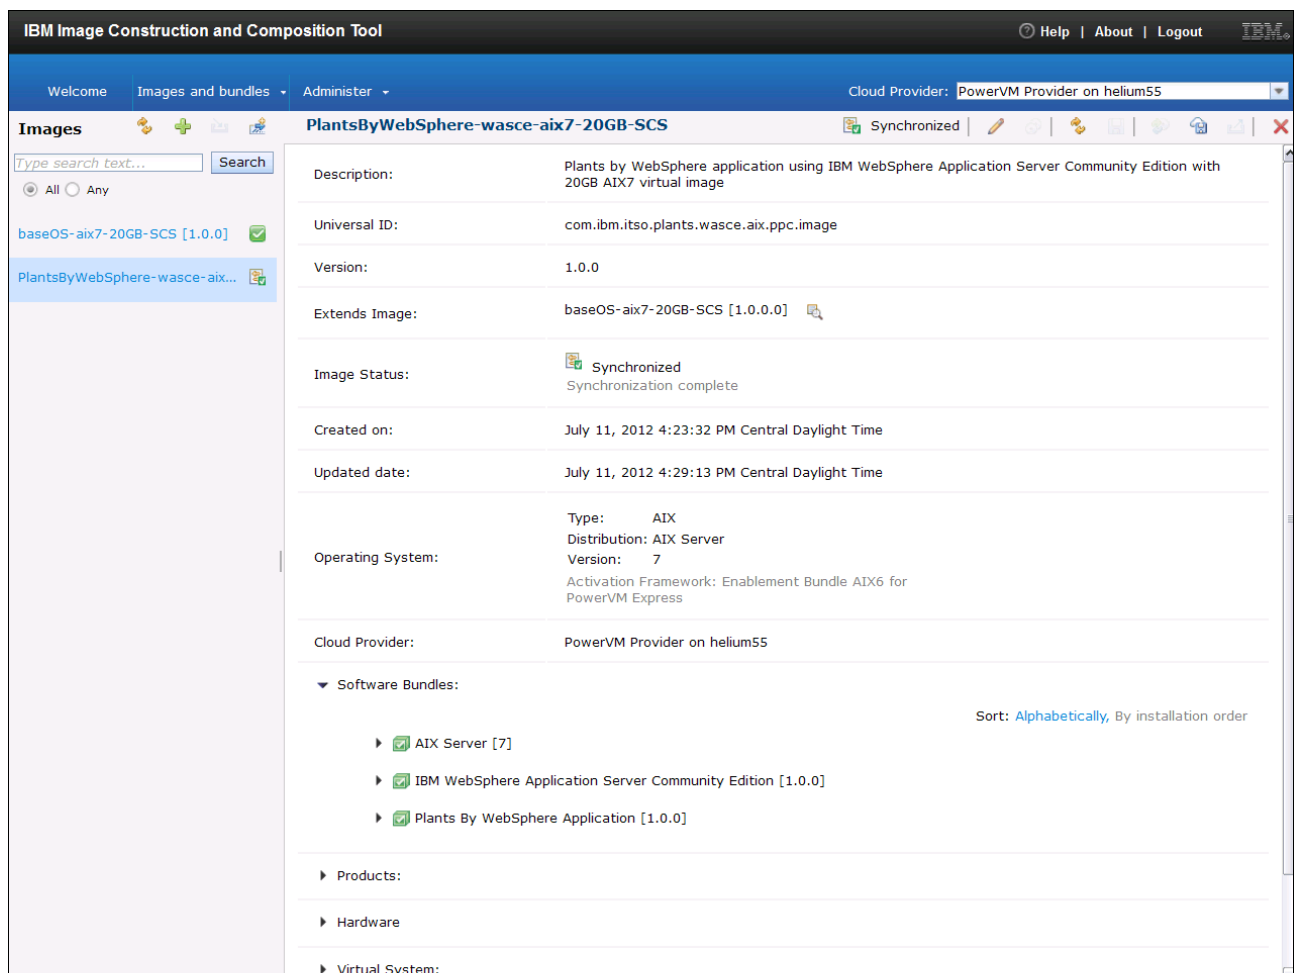 IBM Image Construction and Composition Tool
Help | About | Logout
IBM
Welcome Images and bundles Administer Cloud Provider: PowerVM Provider on helium55
Images
PlantsByWebSphere-wasce-aix7-20GB-SCS
Synchronized
Type search text... Search
All Any
baseOS-aix7-20GB-SCS [1.0.0]
PlantsByWebSphere-wasce-aix...
Description: Plants by WebSphere application using IBM WebSphere Application Server Community Edition with
20GB AIX7 virtual image
Universal ID: com.ibm.itso.plants.wasce.aix.ppc.image
Version: 1.0.0
Extends Image: baseOS-aix7-20GB-SCS [1.0.0.0]
Image Status: Synchronized
Synchronization complete
Created on: July 11, 2012 4:23:32 PM Central Daylight Time
Updated date: July 11, 2012 4:29:13 PM Central Daylight Time
Operating System:
Type: AIX
Distribution: AIX Server
Version: 7
Activation Framework: Enablement Bundle AIX6 for
PowerVM Express
Cloud Provider: PowerVM Provider on helium55
Software Bundles:
Sort: Alphabetically, By installation order
AIX Server [7]
IBM WebSphere Application Server Community Edition [1.0.0]
Plants By WebSphere Application [1.0.0]
Products:
Hardware
Virtual System: